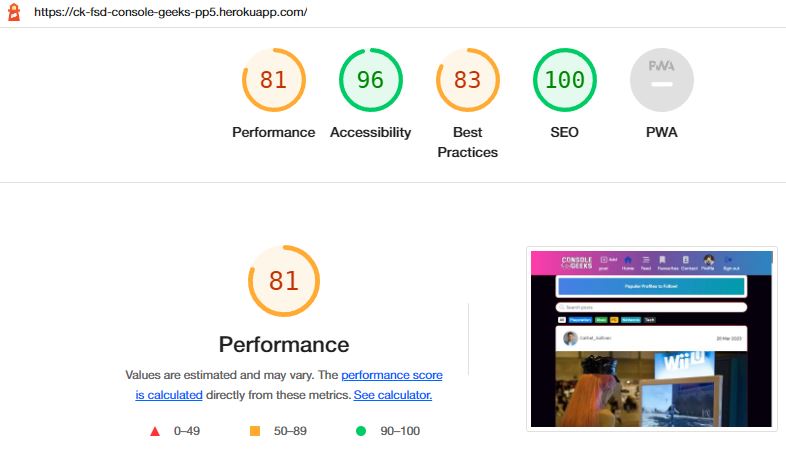 https://ck-fsd-console-geeks-pp5.herokuapp.com/
81
96
83
100
PWA
Performance
Accessibility
Best
Practices
SEO
PWA
81
Performance
Values are estimated and may vary. The performance score
is calculated directly from these metrics. See calculator.
0–49
50–89
90–100
CONSOLE
GEEKS
Add
post
Home
Feed
Favourites
Contact
Profile
Sign out
Popular Profiles to Follow!
Search posts
All
Playstation
Xbox
PC
Nintendo
Tech
20 Mar 2023
WiiU